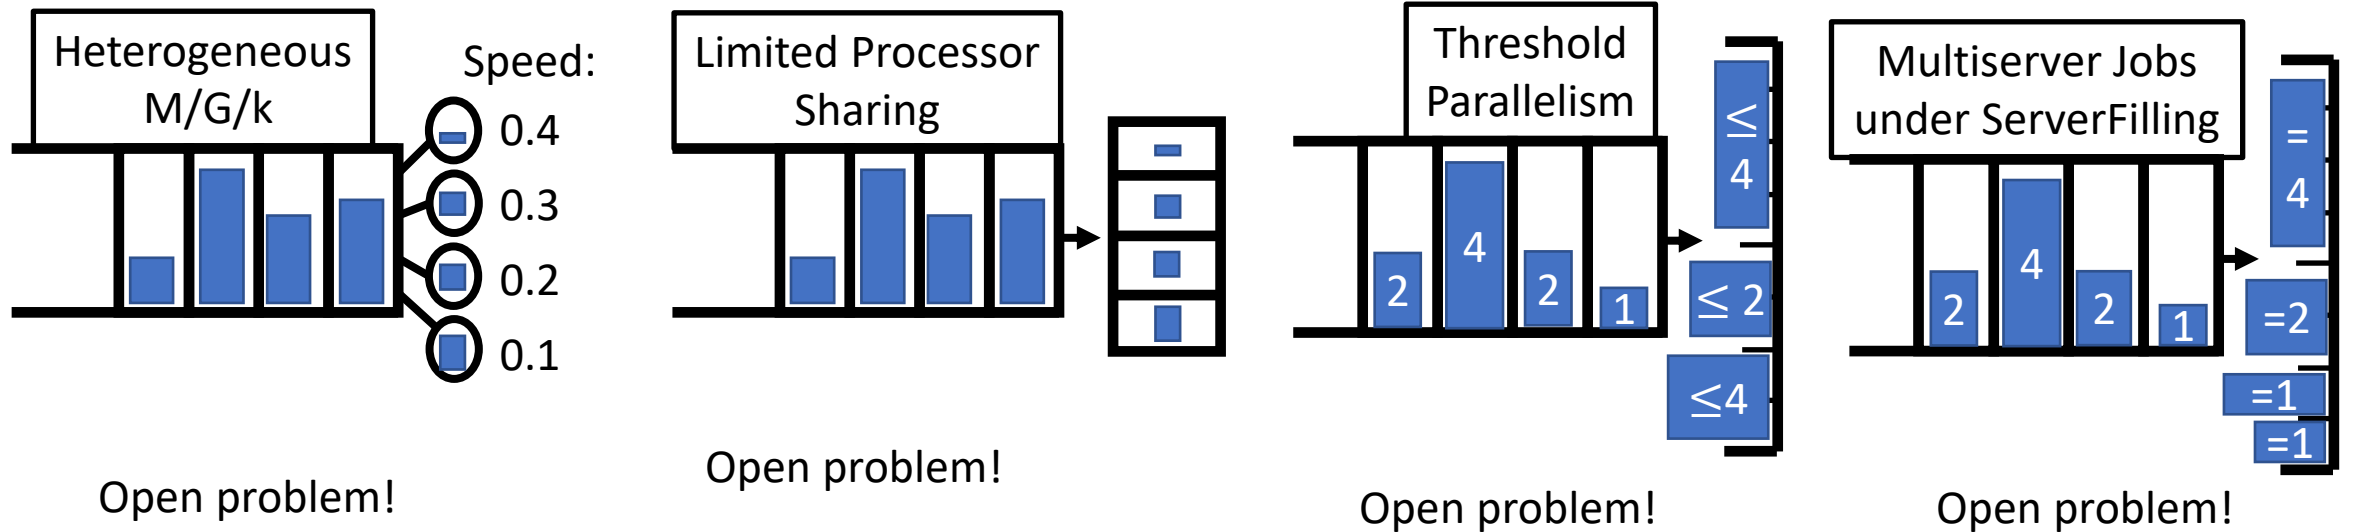 Heterogeneous
M/G/k
Speed:
0.4
0.3
0.2
0.1
Open problem!
Limited Processor
Sharing
Open problem!
Threshold
Parallelism
2
4
2
1
≤
4
≤ 2
≤4
Open problem!
Multiserver Jobs
under ServerFilling
2
4
2
1
=
4
=2
=1
=1
Open problem!